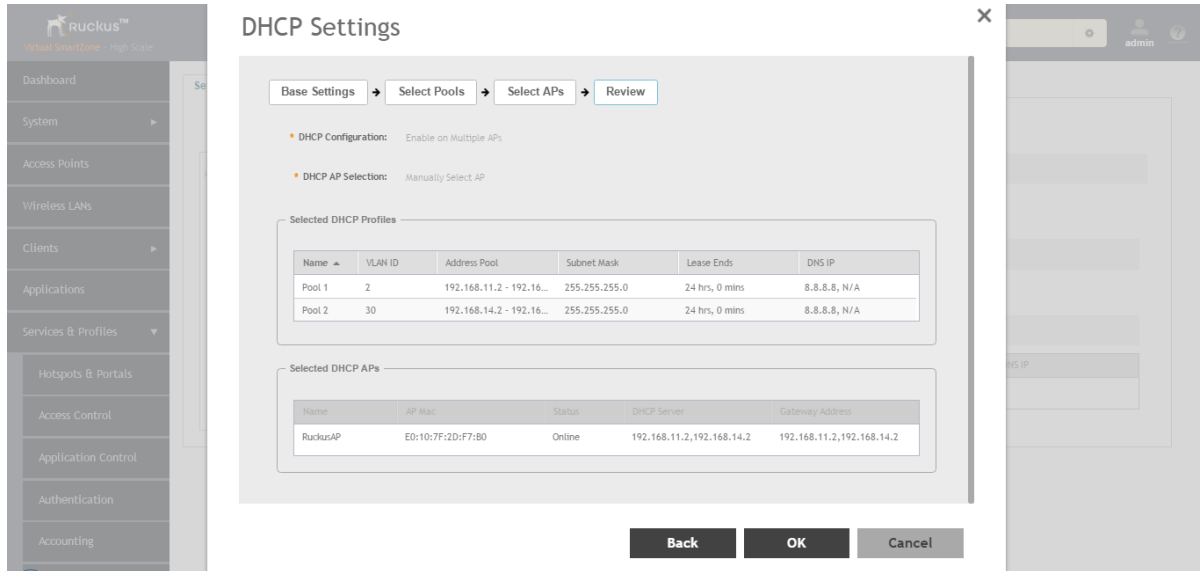 Ruckus™
Virtual SmartZone - High Scale
DHCP Settings
admin
Dashboard
System
Access Points
Wireless LANs
Clients
Applications
Services & Profiles
Hotspots & Portals
Access Control
Application Control
Authentication
Accounting
Se
Base Settings → Select Pools → Select APs → Review
* DHCP Configuration: Enable on Multiple APs
* DHCP AP Selection: Manually Select AP
Selected DHCP Profiles
Name VLAN ID Address Pool Subnet Mask Lease Ends DNS IP
Pool 1 2 192.168.11.2 - 192.16... 255.255.255.0 24 hrs, 0 mins 8.8.8.8, N/A
Pool 2 30 192.168.14.2 - 192.16... 255.255.255.0 24 hrs, 0 mins 8.8.8.8, N/A
Selected DHCP APs
Name AP Mac Status DHCP Server Gateway Address
RuckusAP E0:10:7F:2D:F7:B0 Online 192.168.11.2,192.168.14.2 192.168.11.2,192.168.14.2
NS IP
Back OK Cancel